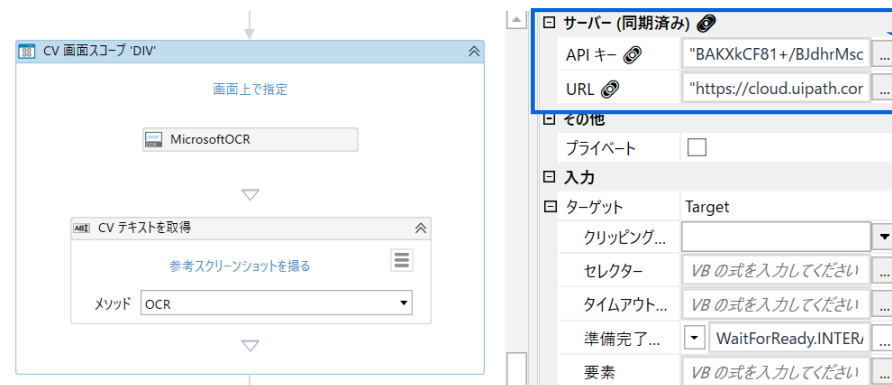 CV 画面スコープ 'DIV'
画面上で指定
MicrosoftOCR
CV テキストを取得
参考スクリーンショットを撮る
メソッド OCR
サーバー (同期済み)
API キー "BAKXkCF81+/BJdhrMsc ...
URL "https://cloud.uipath.cor ...
その他
プライベート
入力
ターゲット Target
クリッピング...
セレクター VB の式を入力してください ...
タイムアウト... VB の式を入力してください ...
準備完了... WaitForReady.INTERA ...
要素 VB の式を入力してください ...